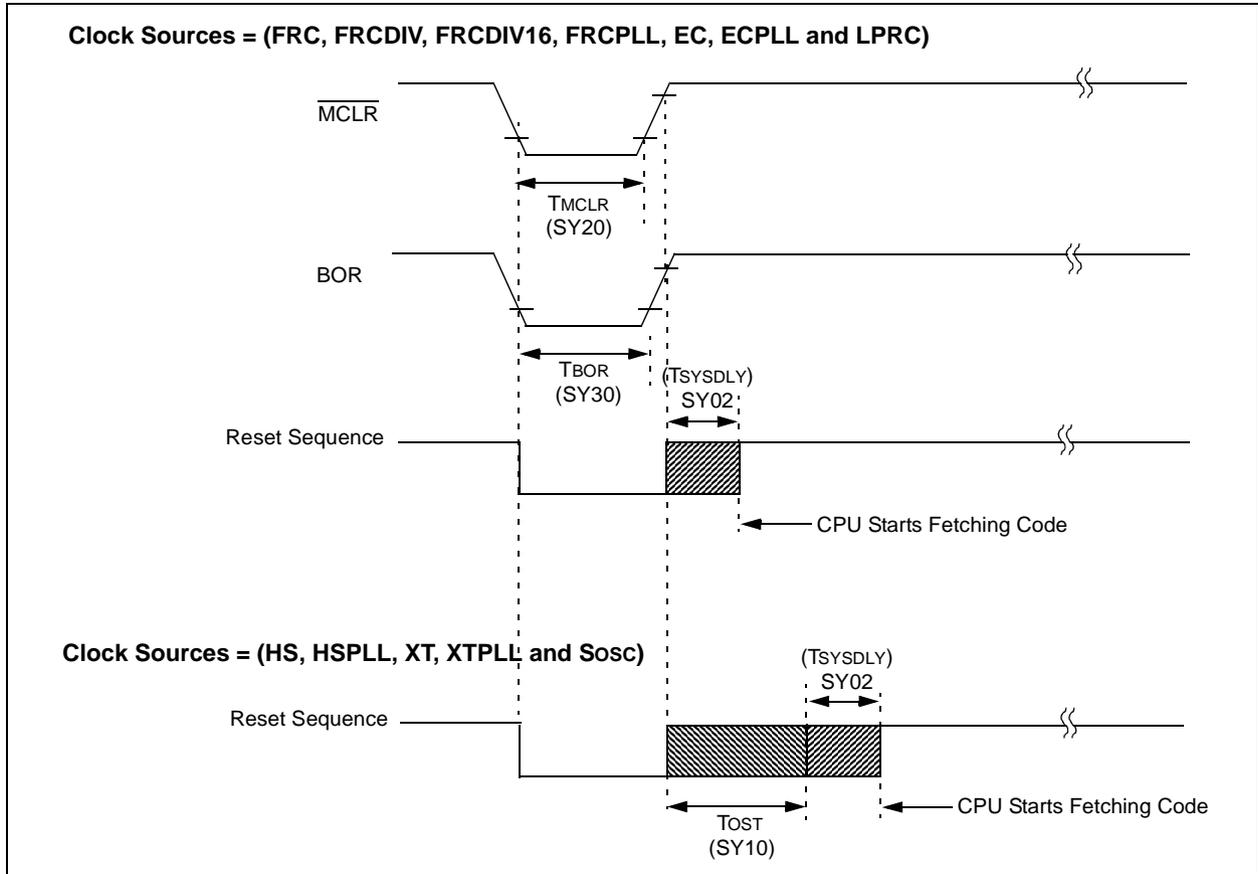 Clock Sources = (FRC, FRCDIV, FRCDIV16, FRCPLL, EC, ECPLL and LPRC)
MCLR
TMCLR
(SY20)
BOR
TBOR
(SY30)
(TSYSDLY)
SY02
Reset Sequence
CPU Starts Fetching Code
Clock Sources = (HS, HSPLL, XT, XTPLL and SOSC)
(TSYSDLY)
SY02
Reset Sequence
CPU Starts Fetching Code
TOST
(SY10)